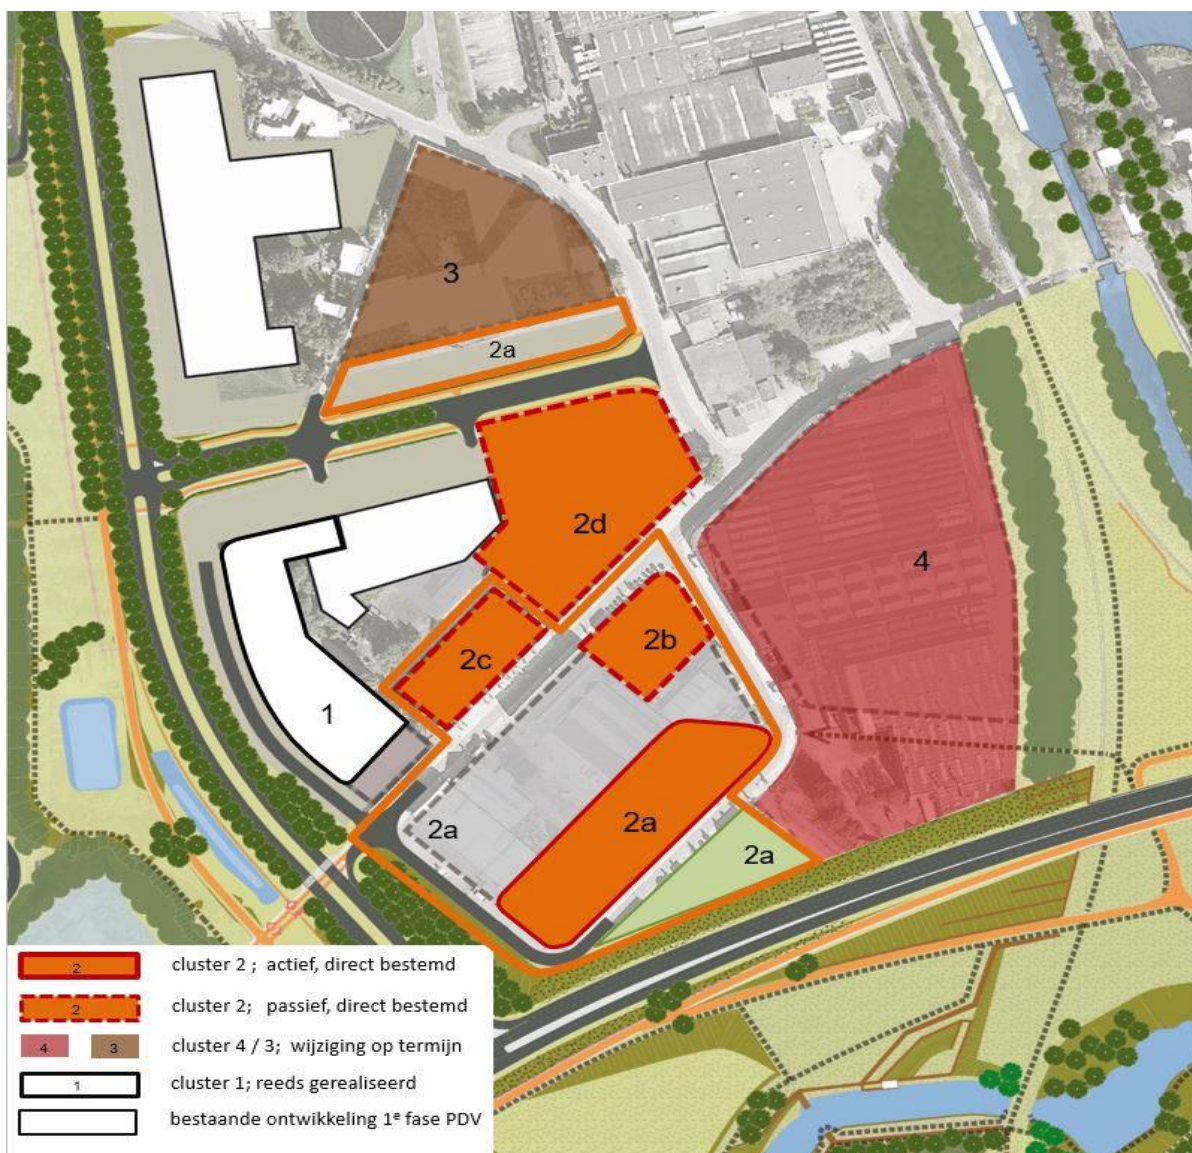 3
2a
2d
4
2b
2c
1
2a
2a
2a
2 cluster 2 ; actief, direct bestemd
2 cluster 2; passief, direct bestemd
4 3 cluster 4 / 3; wijziging op termijn
1 cluster 1; reeds gerealiseerd
bestaande ontwikkeling 1ᵉ fase PDV